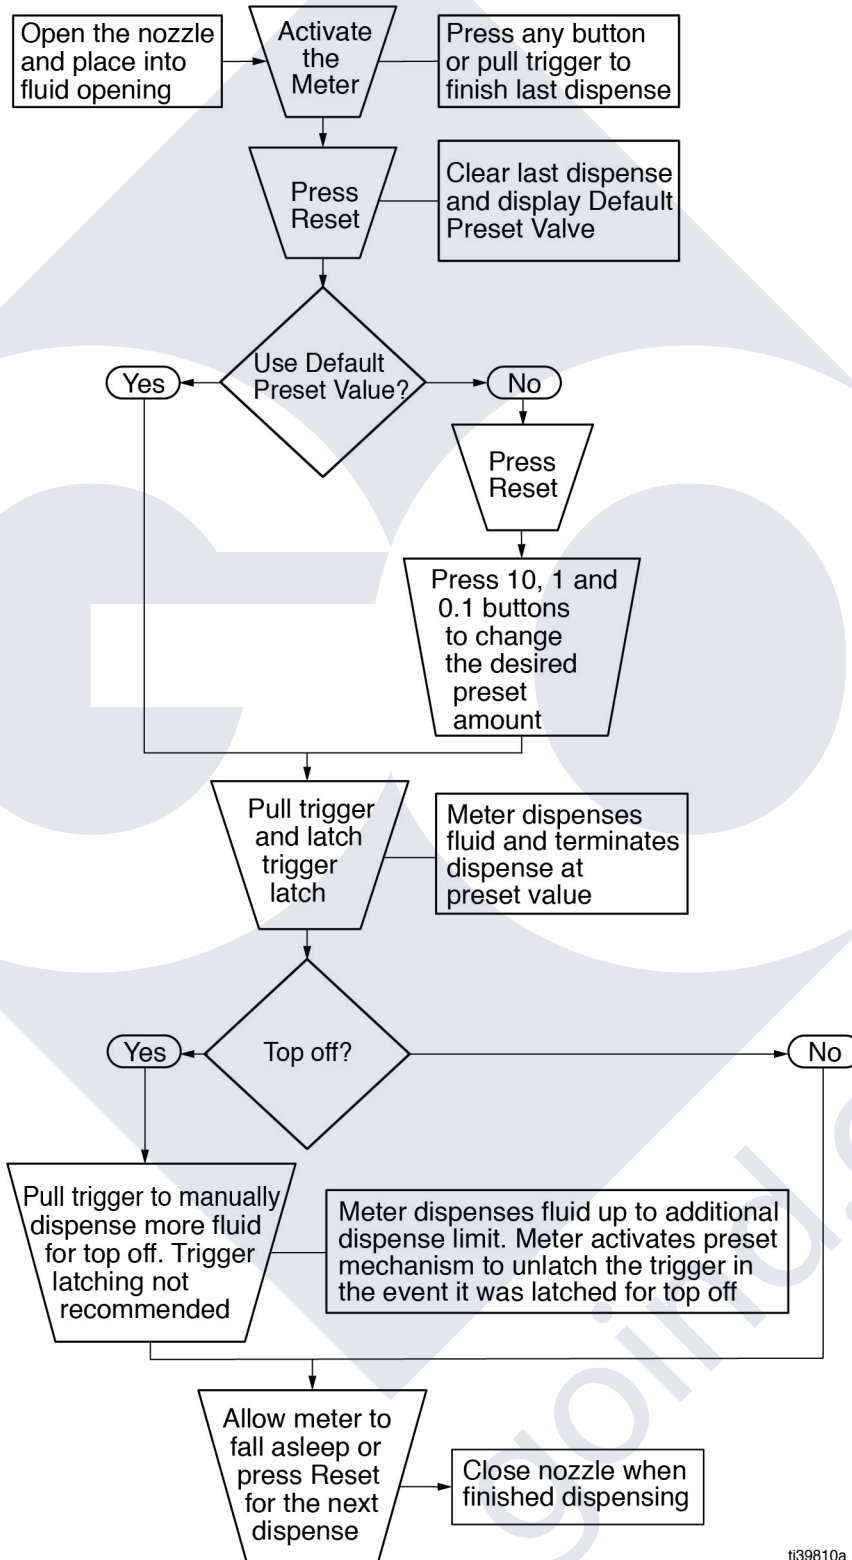 Open the nozzle
and place into
fluid opening
Activate
the
Meter
Press any button
or pull trigger to
finish last dispense
Press
Reset
Clear last dispense
and display Default
Preset Valve
Use Default
Preset Value?
Yes
No
Press
Reset
Press 10, 1 and
0.1 buttons
to change
the desired
preset
amount
Pull trigger
and latch
trigger
latch
Meter dispenses
fluid and terminates
dispense at
preset value
Top off?
Yes
No
Pull trigger to manually
dispense more fluid
for top off. Trigger
latching not
recommended
Meter dispenses fluid up to additional
dispense limit. Meter activates preset
mechanism to unlatch the trigger in
the event it was latched for top off
Allow meter to
fall asleep or
press Reset
for the next
dispense
Close nozzle when
finished dispensing
ti39810a
goind.